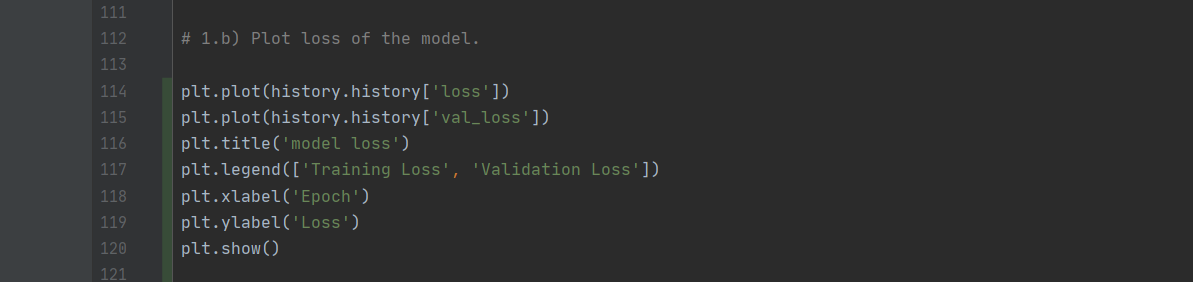 111
112 # 1.b) Plot loss of the model.
113
114 plt.plot(history.history['loss'])
115 plt.plot(history.history['val_loss'])
116 plt.title('model loss')
117 plt.legend(['Training Loss', 'Validation Loss'])
118 plt.xlabel('Epoch')
119 plt.ylabel('Loss')
120 plt.show()
121